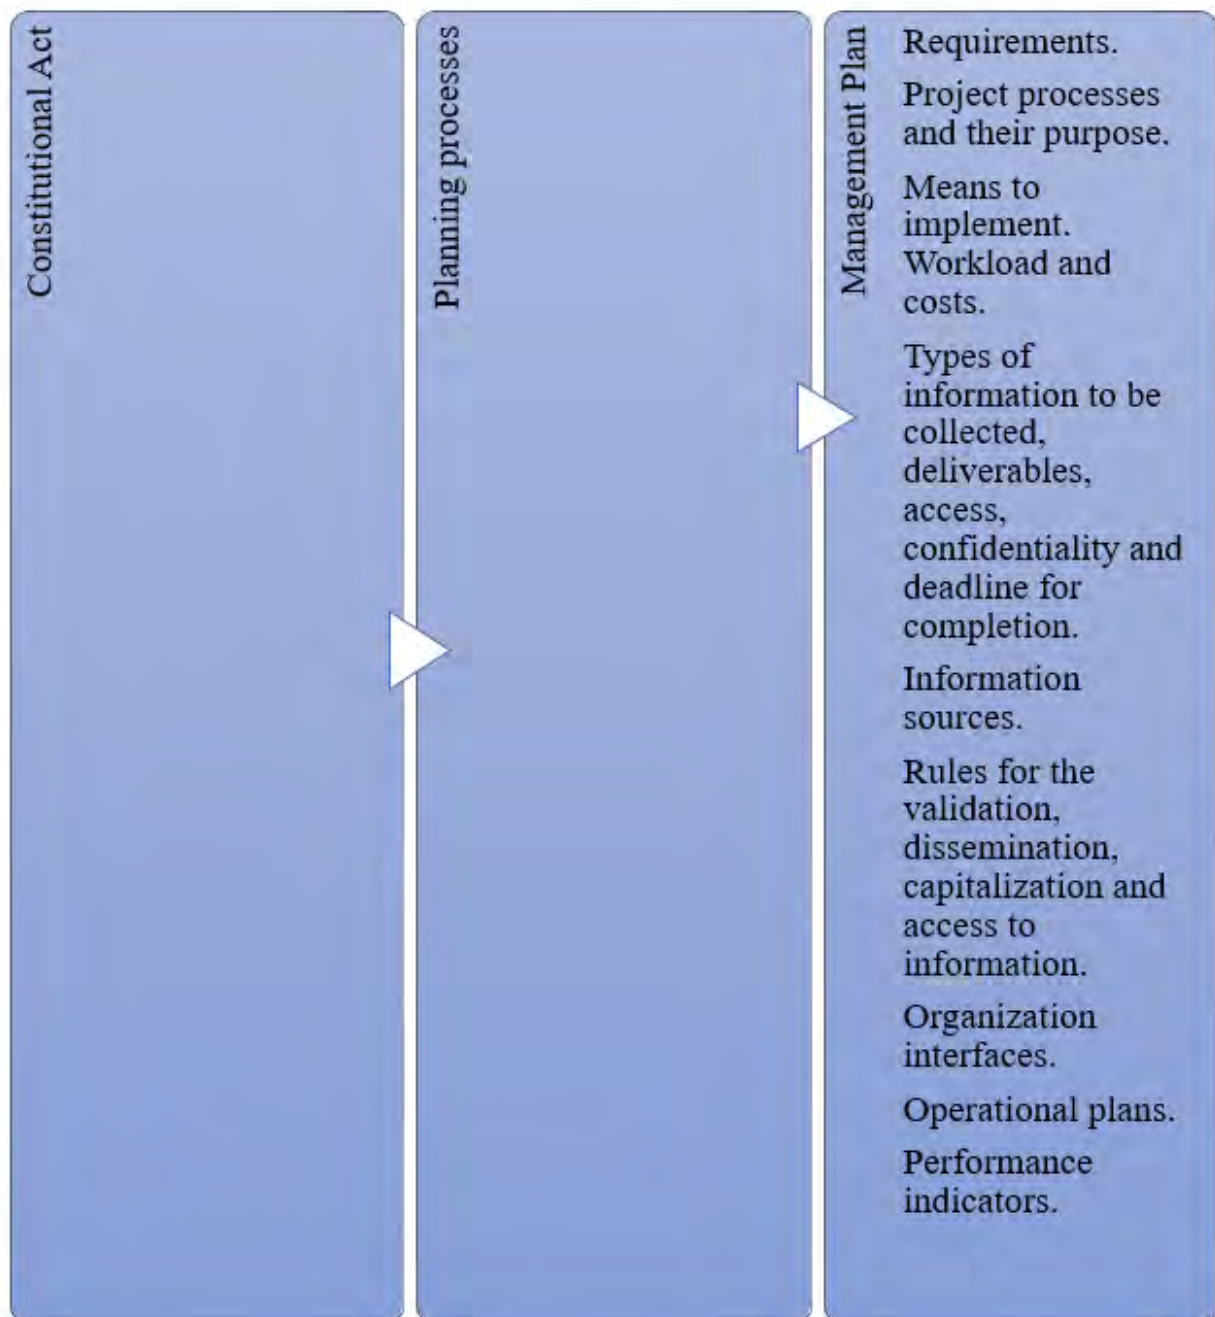 Constitutional Act
Planning processes
Management Plan
Requirements.
Project processes
and their purpose.
Means to
implement.
Workload and
costs.
Types of
information to be
collected,
deliverables,
access,
confidentiality and
deadline for
completion.
Information
sources.
Rules for the
validation,
dissemination,
capitalization and
access to
information.
Organization
interfaces.
Operational plans.
Performance
indicators.